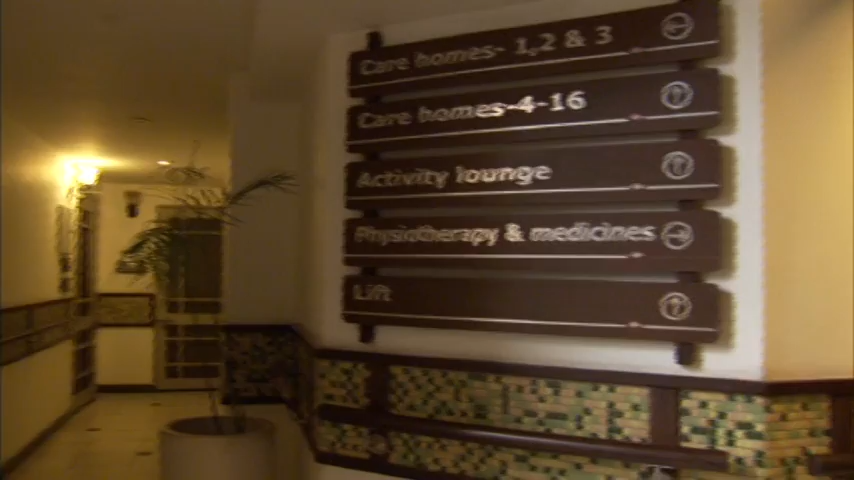 Care homes- 1,2 & 3
Care homes-4-16
Activity lounge
Physiotherapy & medicines
Lift